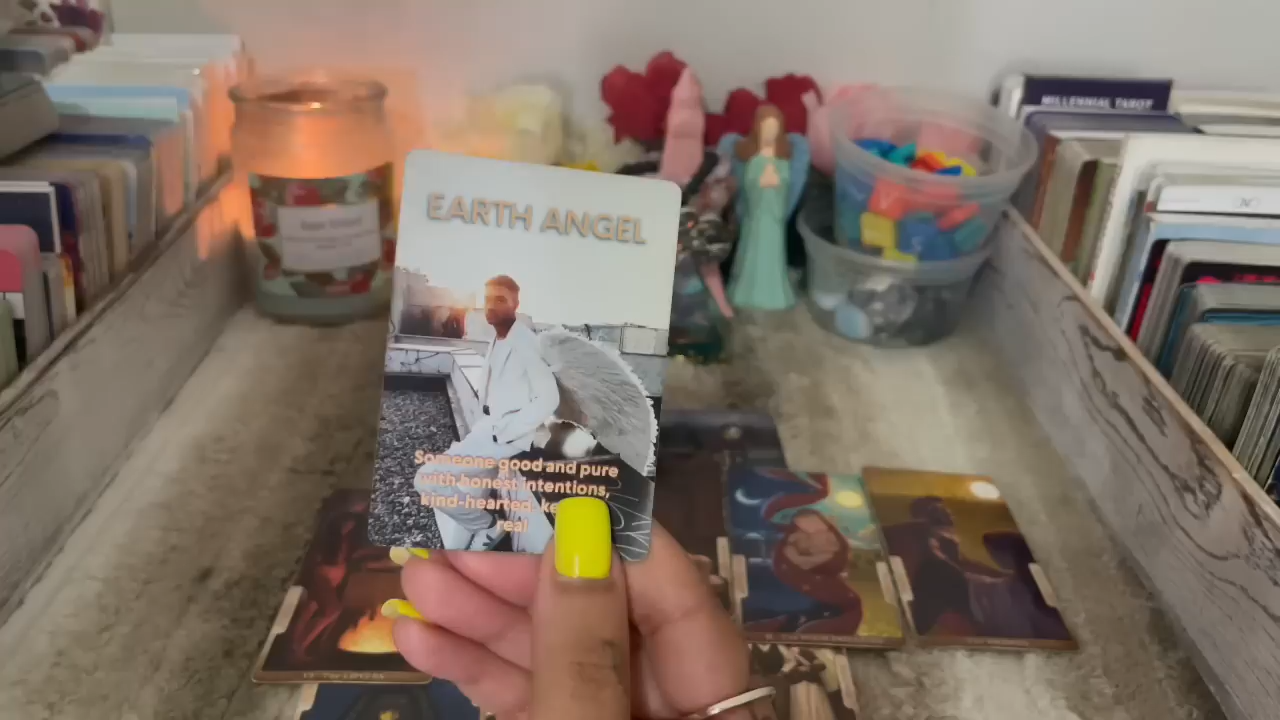 MILLENNIAL TAROT
EARTH ANGEL
Someone good and pure
with honest intentions,
kind-hearted
real